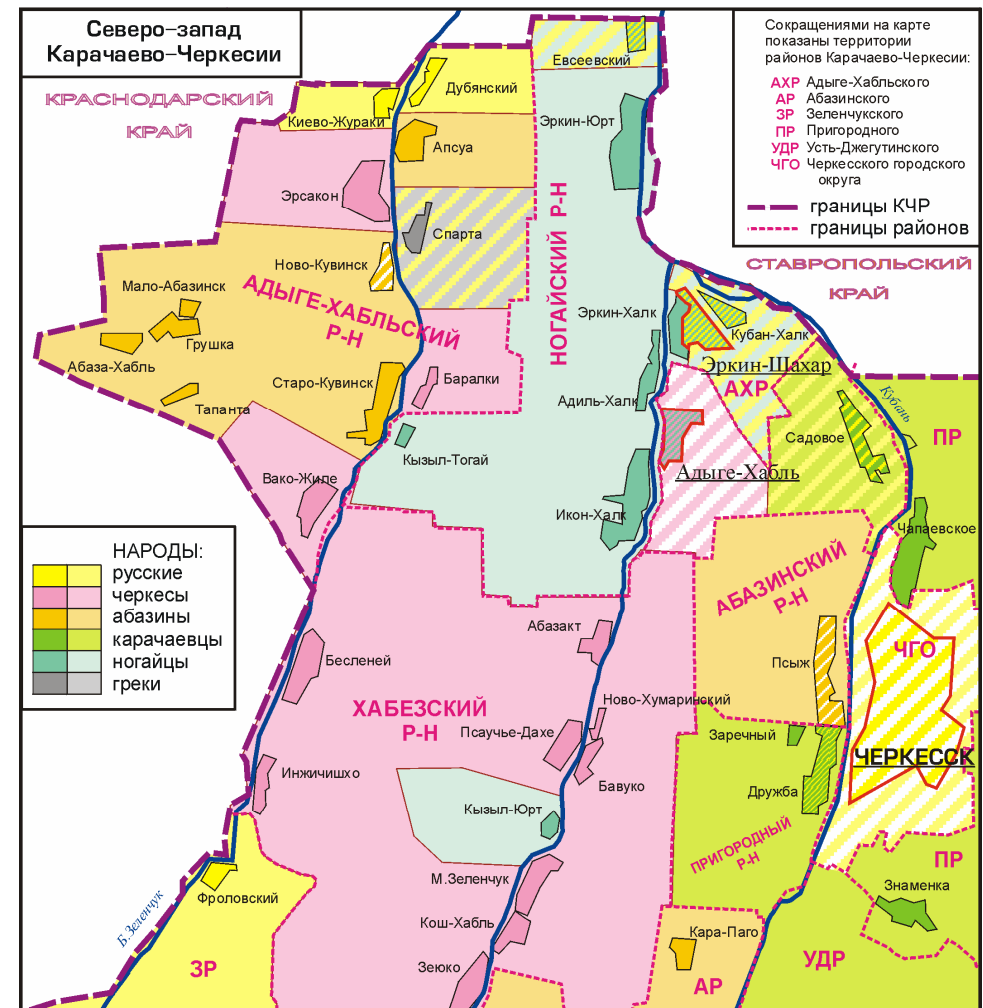 Северо-запад
Карачаево-Черкесии
Сокращениями на карте
показаны территории
районов Карачаево-Черкесии:
АХР Адыге-Хабльского
АР Абазинского
ЗР Зеленчукского
ПР Пригородного
УДР Усть-Джегутинского
ЧГО Черкесского городского
округа
границы КЧР
границы районов
КРАСНОДАРСКИЙ
КРАЙ
СТАВРОПОЛЬСКИЙ
КРАЙ
Евсеевский
Дубянский
Киево-Жураки
Эркин-Юрт
Апсуа
Эрсакон
Спарта
НОГАЙСКИЙ Р-Н
Ново-Кувинск
АДЫГЕ-ХАБЛЬСКИЙ
Р-Н
Мало-Абазинск
Грушка
Абаза-Хабль
Тапанта
Старо-Кувинск
Баралки
Эркин-Халк
Кубан-Халк
Эркин-Шахар
АХР
Кубань
ПР
Адиль-Халк
Садовое
Кызыл-Тогай
Адыге-Хабль
Вако-Жиле
Икон-Халк
Чапаевское
НАРОДЫ:
русские
черкесы
абазины
карачаевцы
ногайцы
греки
АБАЗИНСКИЙ
Р-Н
Абазакт
Бесленей
Псыж
ЧГО
ХАБЕЗСКИЙ
Р-Н
Ново-Хумаринский
Псаучье-Дахе
Заречный
ЧЕРКЕССК
Инжичишхо
Бавуко
Дружба
Кызыл-Юрт
ПРИГОРОДНЫЙ
Р-Н
ПР
М.Зеленчук
Знаменка
Фроловский
Б.Зеленчук
Кош-Хабль
Кара-Паго
Зеюко
ЗР
УДР
АР